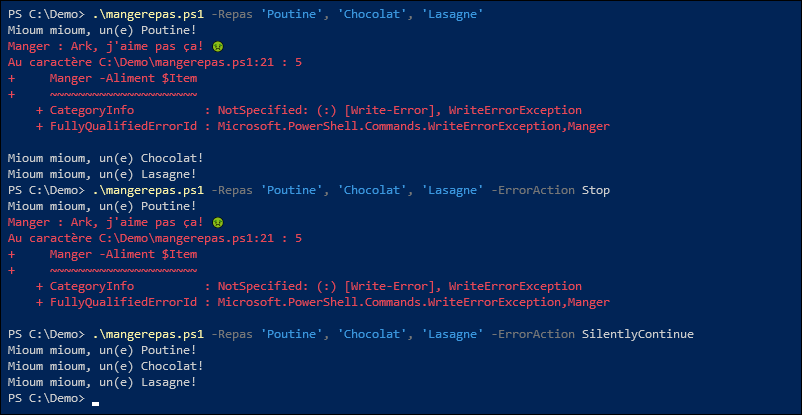 PS C:\Demo> .\mangerepas.ps1 -Repas 'Poutine', 'Chocolat', 'Lasagne'
Mioum mioum, un(e) Poutine!
Manger : Ark, j'aime pas ça! 🤢
Au caractère C:\Demo\mangerepas.ps1:21 : 5
+     Manger -Aliment $Item
+     ~~~~~~~~~~~~~~~~~~~~~
    + CategoryInfo          : NotSpecified: (:) [Write-Error], WriteErrorException
    + FullyQualifiedErrorId : Microsoft.PowerShell.Commands.WriteErrorException,Manger
Mioum mioum, un(e) Chocolat!
Mioum mioum, un(e) Lasagne!
PS C:\Demo> .\mangerepas.ps1 -Repas 'Poutine', 'Chocolat', 'Lasagne' -ErrorAction Stop
Mioum mioum, un(e) Poutine!
Manger : Ark, j'aime pas ça! 🤢
Au caractère C:\Demo\mangerepas.ps1:21 : 5
+     Manger -Aliment $Item
+     ~~~~~~~~~~~~~~~~~~~~~
    + CategoryInfo          : NotSpecified: (:) [Write-Error], WriteErrorException
    + FullyQualifiedErrorId : Microsoft.PowerShell.Commands.WriteErrorException,Manger
PS C:\Demo> .\mangerepas.ps1 -Repas 'Poutine', 'Chocolat', 'Lasagne' -ErrorAction SilentlyContinue
Mioum mioum, un(e) Poutine!
Mioum mioum, un(e) Chocolat!
Mioum mioum, un(e) Lasagne!
PS C:\Demo>